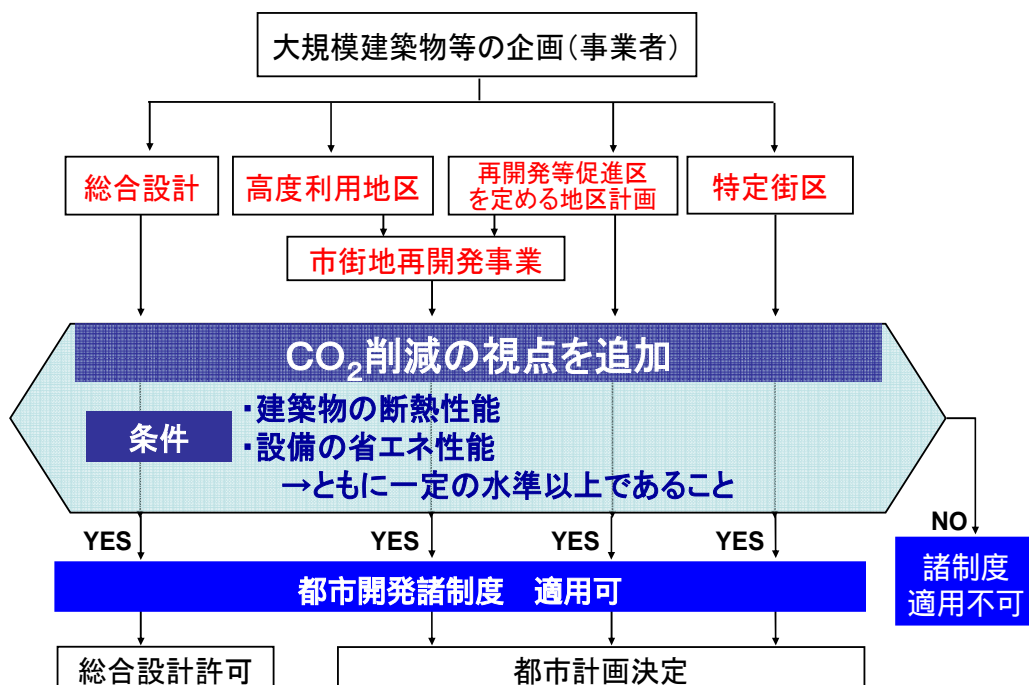 大規模建築物等の企画(事業者)
総合設計
高度利用地区
再開発等促進区
を定める地区計画
特定街区
市街地再開発事業
CO₂削減の視点を追加
条件
・建築物の断熱性能
・設備の省エネ性能
→ともに一定の水準以上であること
YES
YES
YES
YES
NO
都市開発諸制度　適用可
諸制度
適用不可
総合設計許可
都市計画決定